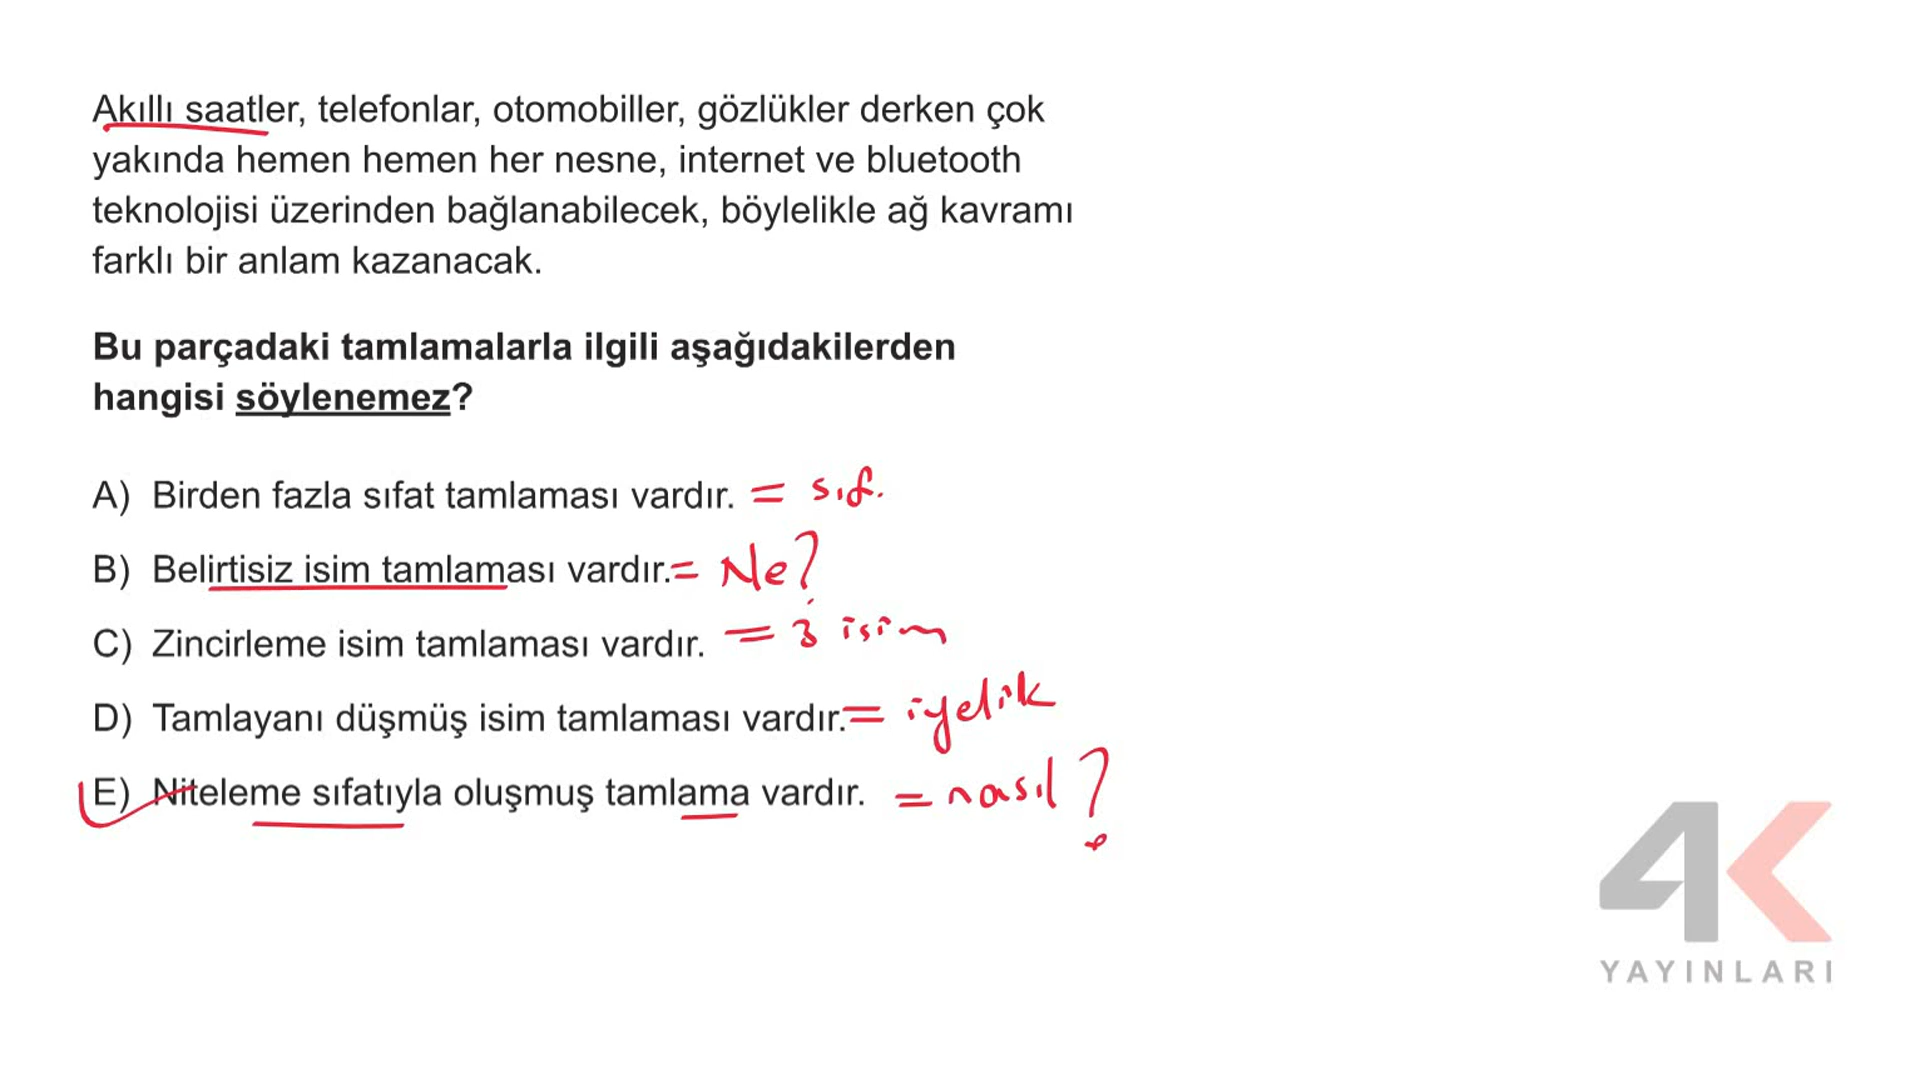 Akıllı saatler, telefonlar, otomobiller, gözlükler derken çok
yakında hemen hemen her nesne, internet ve bluetooth
teknolojisi üzerinden bağlanabilecek, böylelikle ağ kavramı
farklı bir anlam kazanacak.
Bu parçadaki tamlamalarla ilgili aşağıdakilerden
hangisi söylenemez?
A) Birden fazla sıfat tamlaması vardır. = sıf.
B) Belirtisiz isim tamlaması vardır. = Ne?
C) Zincirleme isim tamlaması vardır. = 3 isim
D) Tamlayanı düşmüş isim tamlaması vardır. = iyelik
E) Niteleme sıfatıyla oluşmuş tamlama vardır. = nasıl?
4K
YAYINLARI